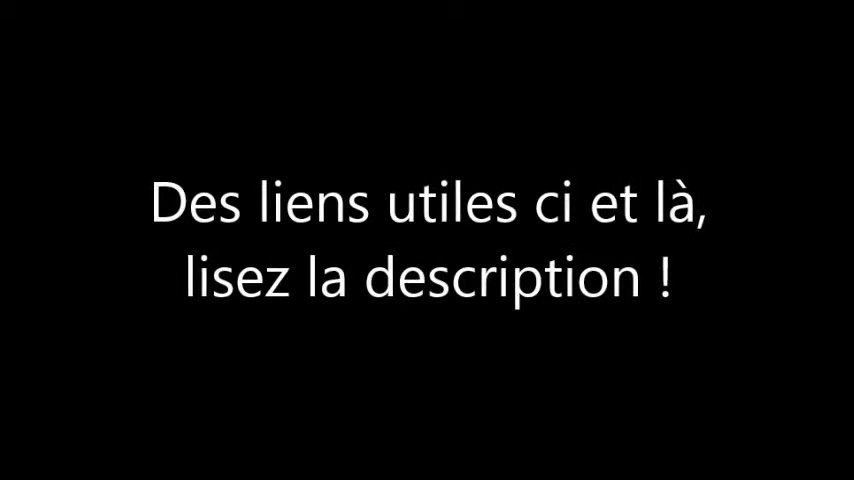 Des liens utiles ci et là,
lisez la description !